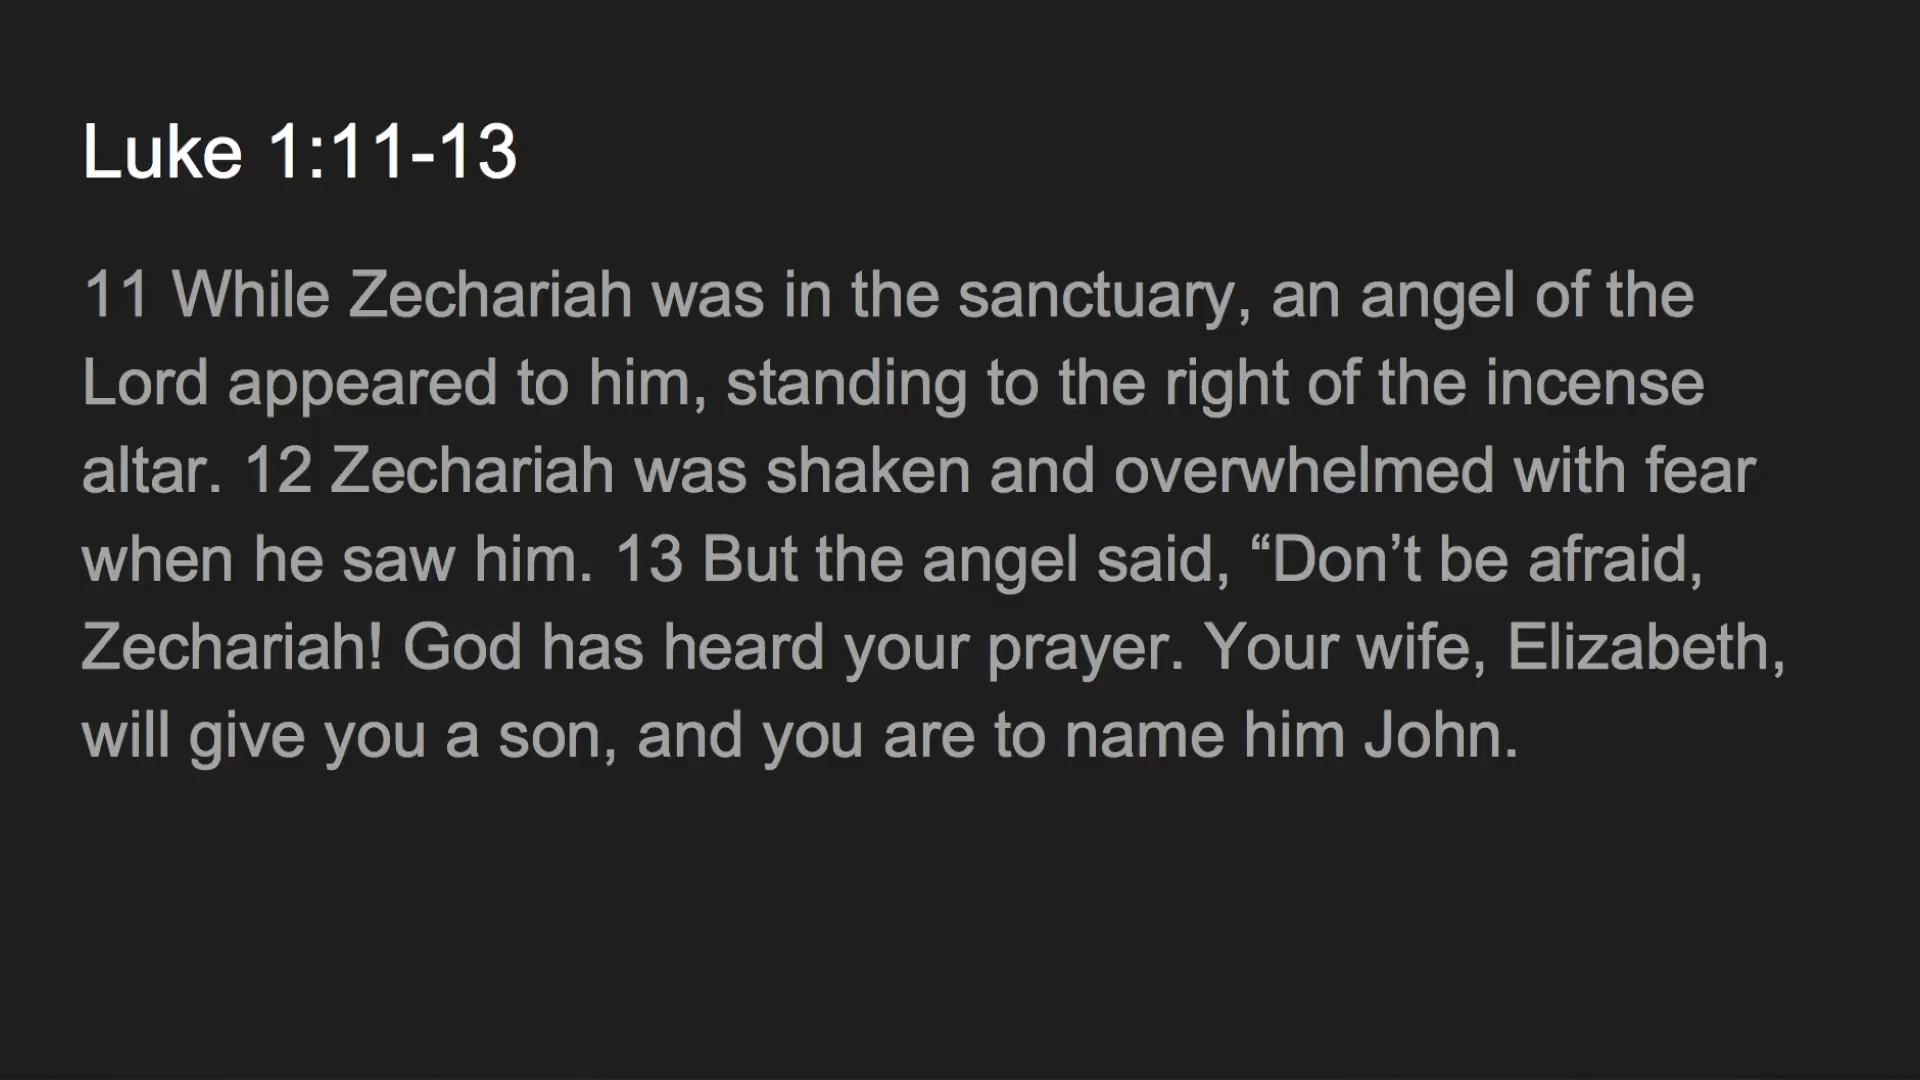 Luke 1:11-13
11 While Zechariah was in the sanctuary, an angel of the
Lord appeared to him, standing to the right of the incense
altar. 12 Zechariah was shaken and overwhelmed with fear
when he saw him. 13 But the angel said, “Don’t be afraid,
Zechariah! God has heard your prayer. Your wife, Elizabeth,
will give you a son, and you are to name him John.